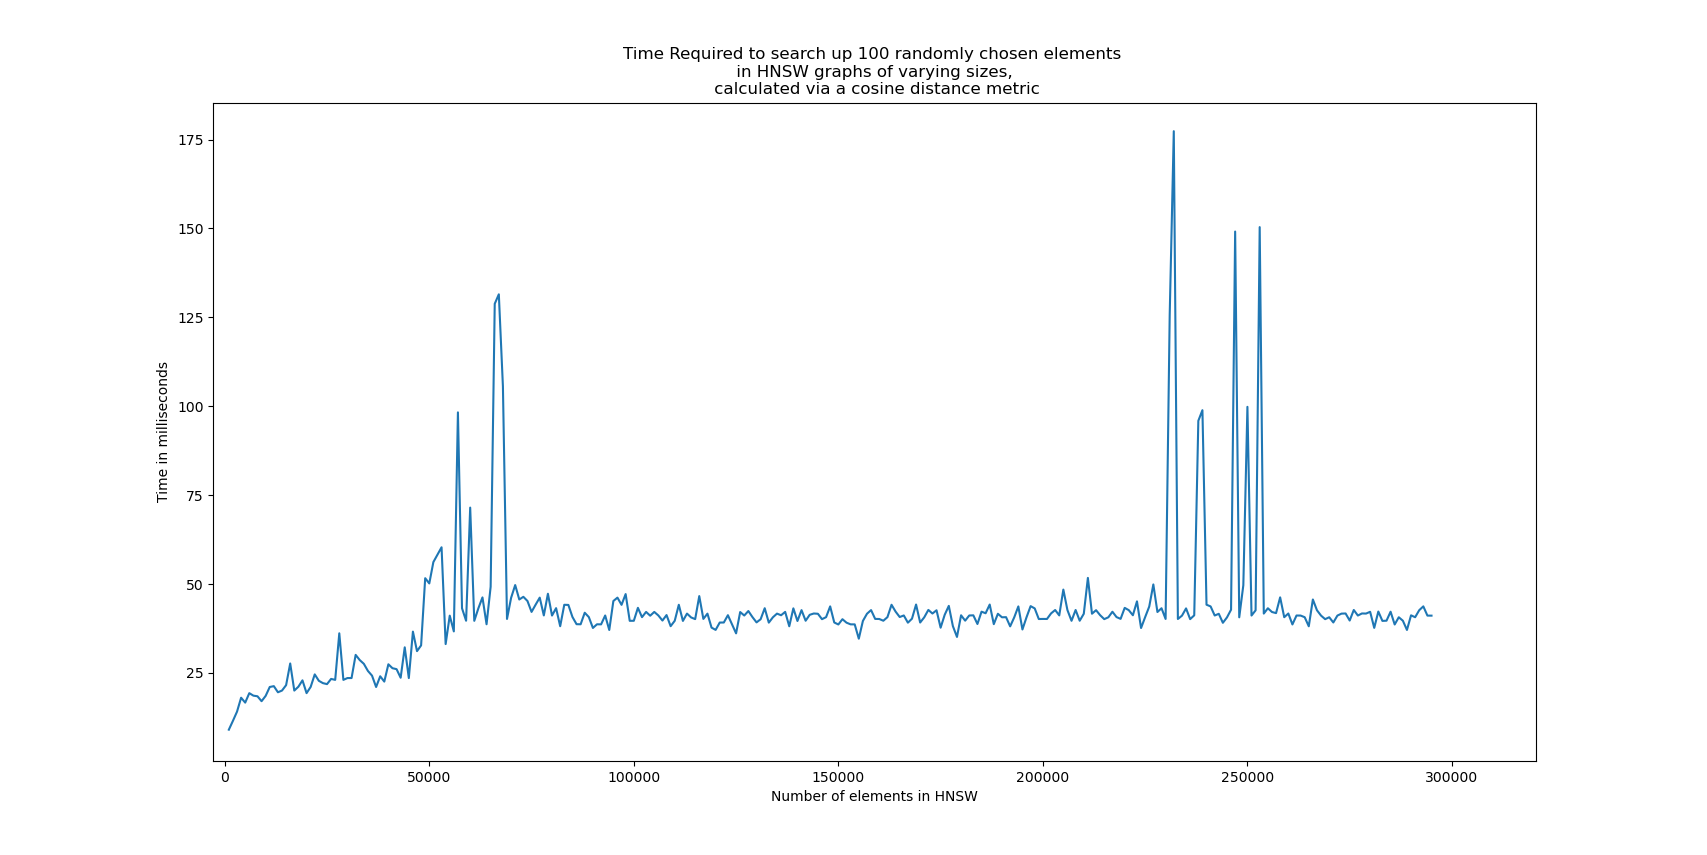 Time Required to search up 100 randomly chosen elements
in HNSW graphs of varying sizes,
calculated via a cosine distance metric
175
150
125
100
75
50
25
Time in milliseconds
0 50000 100000 150000 200000 250000 300000
Number of elements in HNSW